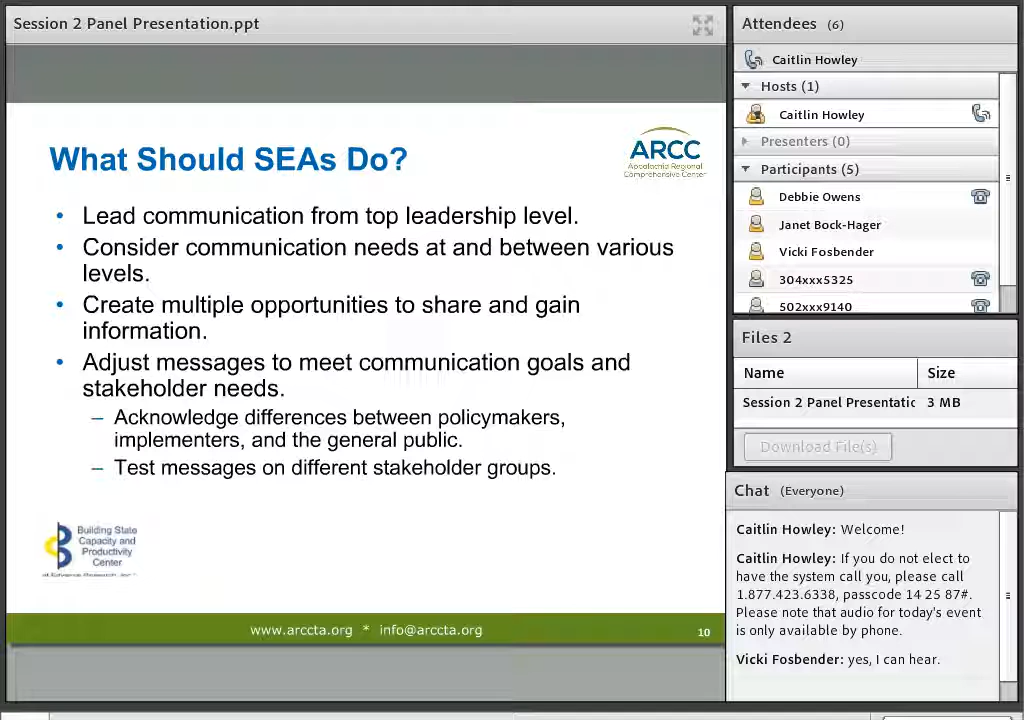 Session 2 Panel Presentation.ppt
What Should SEAs Do?
ARCC
Appalachia Regional
Comprehensive Center
• Lead communication from top leadership level.
• Consider communication needs at and between various
levels.
• Create multiple opportunities to share and gain
information.
• Adjust messages to meet communication goals and
stakeholder needs.
– Acknowledge differences between policymakers,
implementers, and the general public.
– Test messages on different stakeholder groups.
Building State
Capacity and
Productivity
Center
www.arccta.org * info@arccta.org
10
Attendees (6)
Caitlin Howley
Hosts (1)
Caitlin Howley
Presenters (0)
Participants (5)
Debbie Owens
Janet Bock-Hager
Vicki Fosbender
304xxx5325
502xxx9140
Files 2
Name Size
Session 2 Panel Presentatic 3 MB
Download File(s)
Chat (Everyone)
Caitlin Howley: Welcome!
Caitlin Howley: If you do not elect to
have the system call you, please call
1.877.423.6338, passcode 14 25 87#.
Please note that audio for today's event
is only available by phone.
Vicki Fosbender: yes, I can hear.